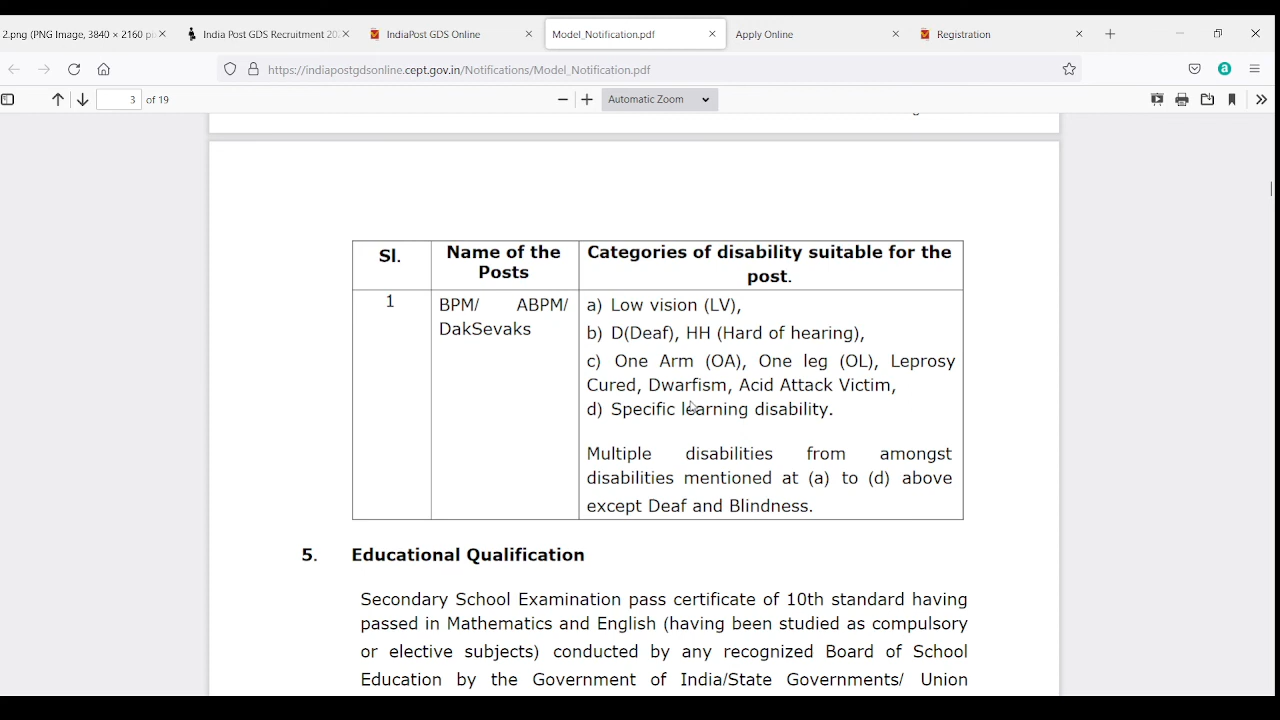 2.png (PNG Image, 3840 × 2160 pi
India Post GDS Recruitment 202
IndiaPost GDS Online
Model_Notification.pdf
Apply Online
Registration
https://indiapostgdsonline.cept.gov.in/Notifications/Model_Notification.pdf
a
3 of 19
Automatic Zoom
Sl.
Name of the
Posts
Categories of disability suitable for the
post.
1
BPM/ ABPM/
DakSevaks
a) Low vision (LV),
b) D(Deaf), HH (Hard of hearing),
c) One Arm (OA), One leg (OL), Leprosy
Cured, Dwarfism, Acid Attack Victim,
d) Specific learning disability.
Multiple disabilities from amongst
disabilities mentioned at (a) to (d) above
except Deaf and Blindness.
5. Educational Qualification
Secondary School Examination pass certificate of 10th standard having
passed in Mathematics and English (having been studied as compulsory
or elective subjects) conducted by any recognized Board of School
Education by the Government of India/State Governments/ Union